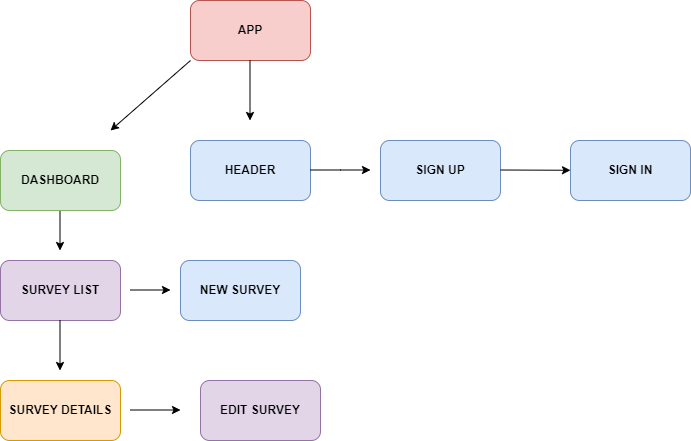 APP
DASHBOARD
HEADER
SIGN UP
SIGN IN
SURVEY LIST
NEW SURVEY
SURVEY DETAILS
EDIT SURVEY